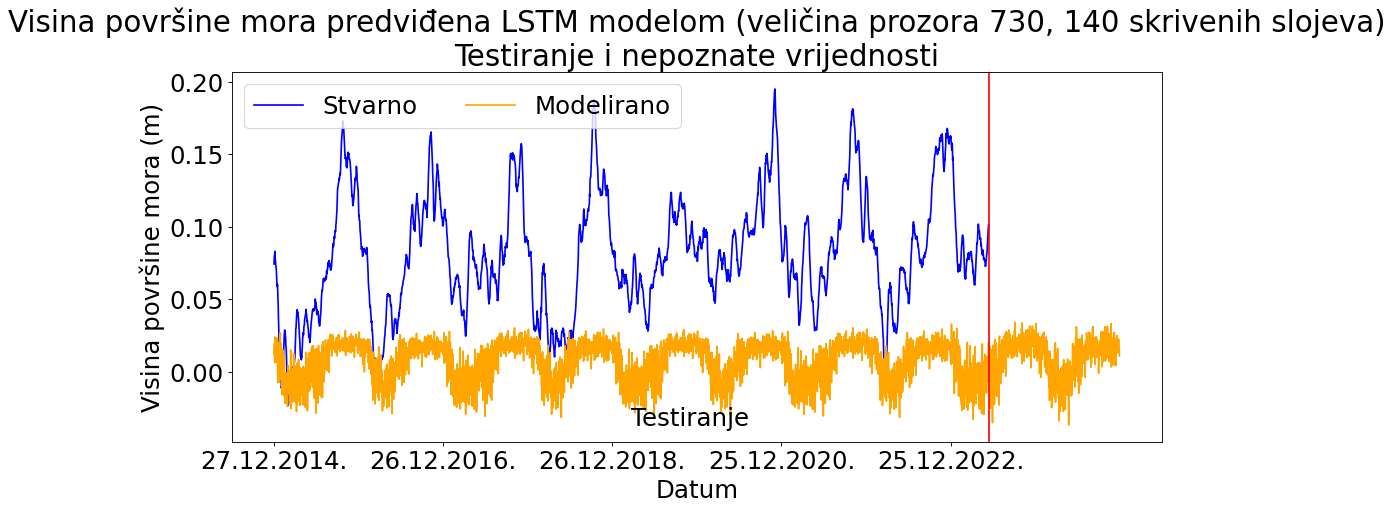 Visina površine mora predviđena LSTM modelom (veličina prozora 730, 140 skrivenih slojeva)
Testiranje i nepoznate vrijednosti
Stvarno
Modelirano
Visina površine mora (m)
0.20
0.15
0.10
0.05
0.00
Testiranje
27.12.2014.
26.12.2016.
26.12.2018.
25.12.2020.
25.12.2022.
Datum